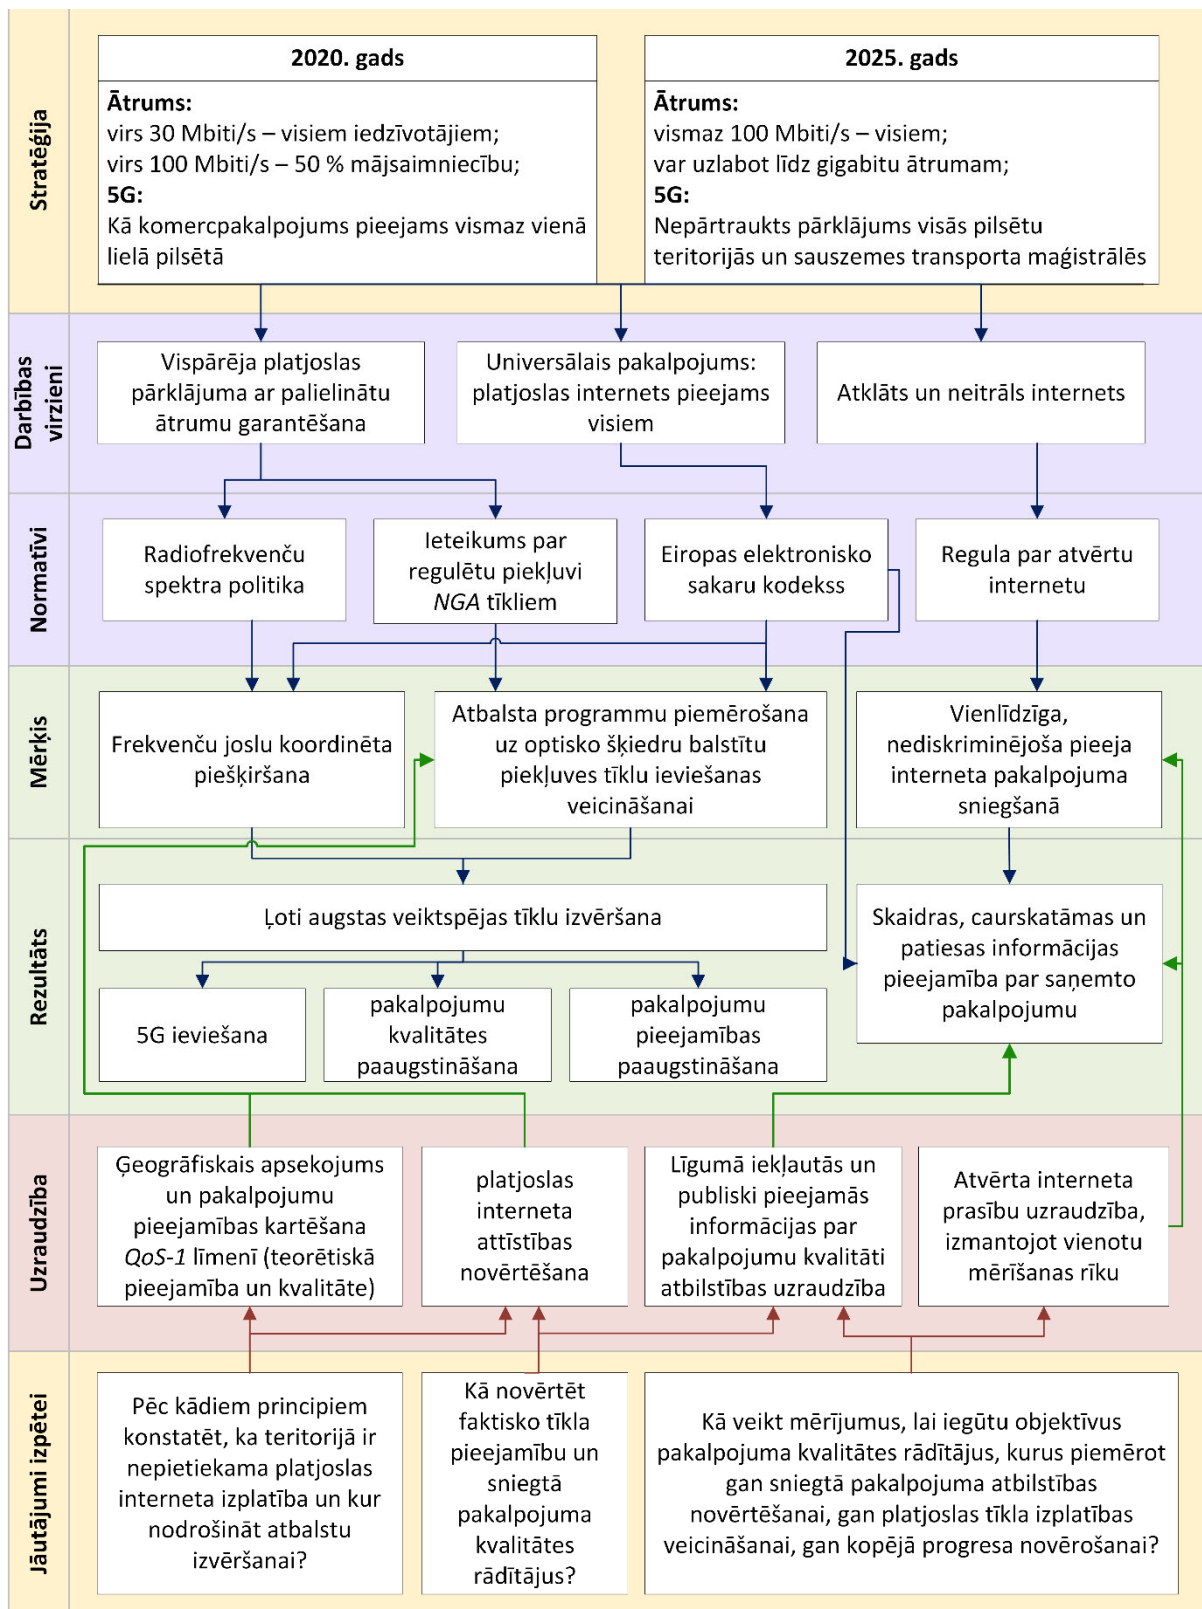 Stratēģija
2020. gads
Ātrums:
virs 30 Mbiti/s – visiem iedzīvotājiem;
virs 100 Mbiti/s – 50 % mājsaimniecību;
5G:
Kā komercpakalpojums pieejams vismaz vienā
lielā pilsētā
2025. gads
Ātrums:
vismaz 100 Mbiti/s – visiem;
var uzlabot līdz gigabitu ātrumam;
5G:
Nepārtraukts pārklājums visās pilsētu
teritorijās un sauszemes transporta maģistrālēs
Darbības
virzieni
Vispārēja platjoslas
pārklājuma ar palielinātu
ātrumu garantēšana
Universālais pakalpojums:
platjoslas internets pieejams
visiem
Atklāts un neitrāls internets
Normatīvi
Radiofrekvenču
spektra politika
Ieteikums par
regulētu piekļuvi
NGA tīkliem
Eiropas elektronisko
sakaru kodekss
Regula par atvērtu
internetu
Mērķis
Frekvenču joslu koordinēta
piešķiršana
Atbalsta programmu piemērošana
uz optisko šķiedru balstītu
piekļuves tīklu ieviešanas
veicināšanai
Vienlīdzīga,
nediskriminējoša pieeja
interneta pakalpojuma
sniegšanā
Rezultāts
Ļoti augstas veiktspējas tīklu izvēršana
5G ieviešana
pakalpojumu
kvalitātes
paaugstināšana
pakalpojumu
pieejamības
paaugstināšana
Skaidras, caurskatāmas un
patiesas informācijas
pieejamība par saņemto
pakalpojumu
Uzraudzība
Ģeogrāfiskais apsekojums
un pakalpojumu
pieejamības kartēšana
QoS-1 līmenī (teorētiskā
pieejamība un kvalitāte)
platjoslas
interneta
attīstības
novērtēšana
Līgumā iekļautās un
publiski pieejamās
informācijas par
pakalpojumu kvalitāti
atbilstības uzraudzība
Atvērta interneta
prasību uzraudzība,
izmantojot vienotu
mērīšanas rīku
Jāutājumi izpētei
Pēc kādiem principiem
konstatēt, ka teritorijā ir
nepietiekama platjoslas
interneta izplatība un kur
nodrošināt atbalstu
izvēršanai?
Kā novērtēt
faktisko tīkla
pieejamību un
sniegtā
pakalpojuma
kvalitātes
rādītājus?
Kā veikt mērījumus, lai iegūtu objektīvus
pakalpojuma kvalitātes rādītājus, kurus piemērot
gan sniegtā pakalpojuma atbilstības
novērtēšanai, gan platjoslas tīkla izplatības
veicināšanai, gan kopējā progresa novērošanai?